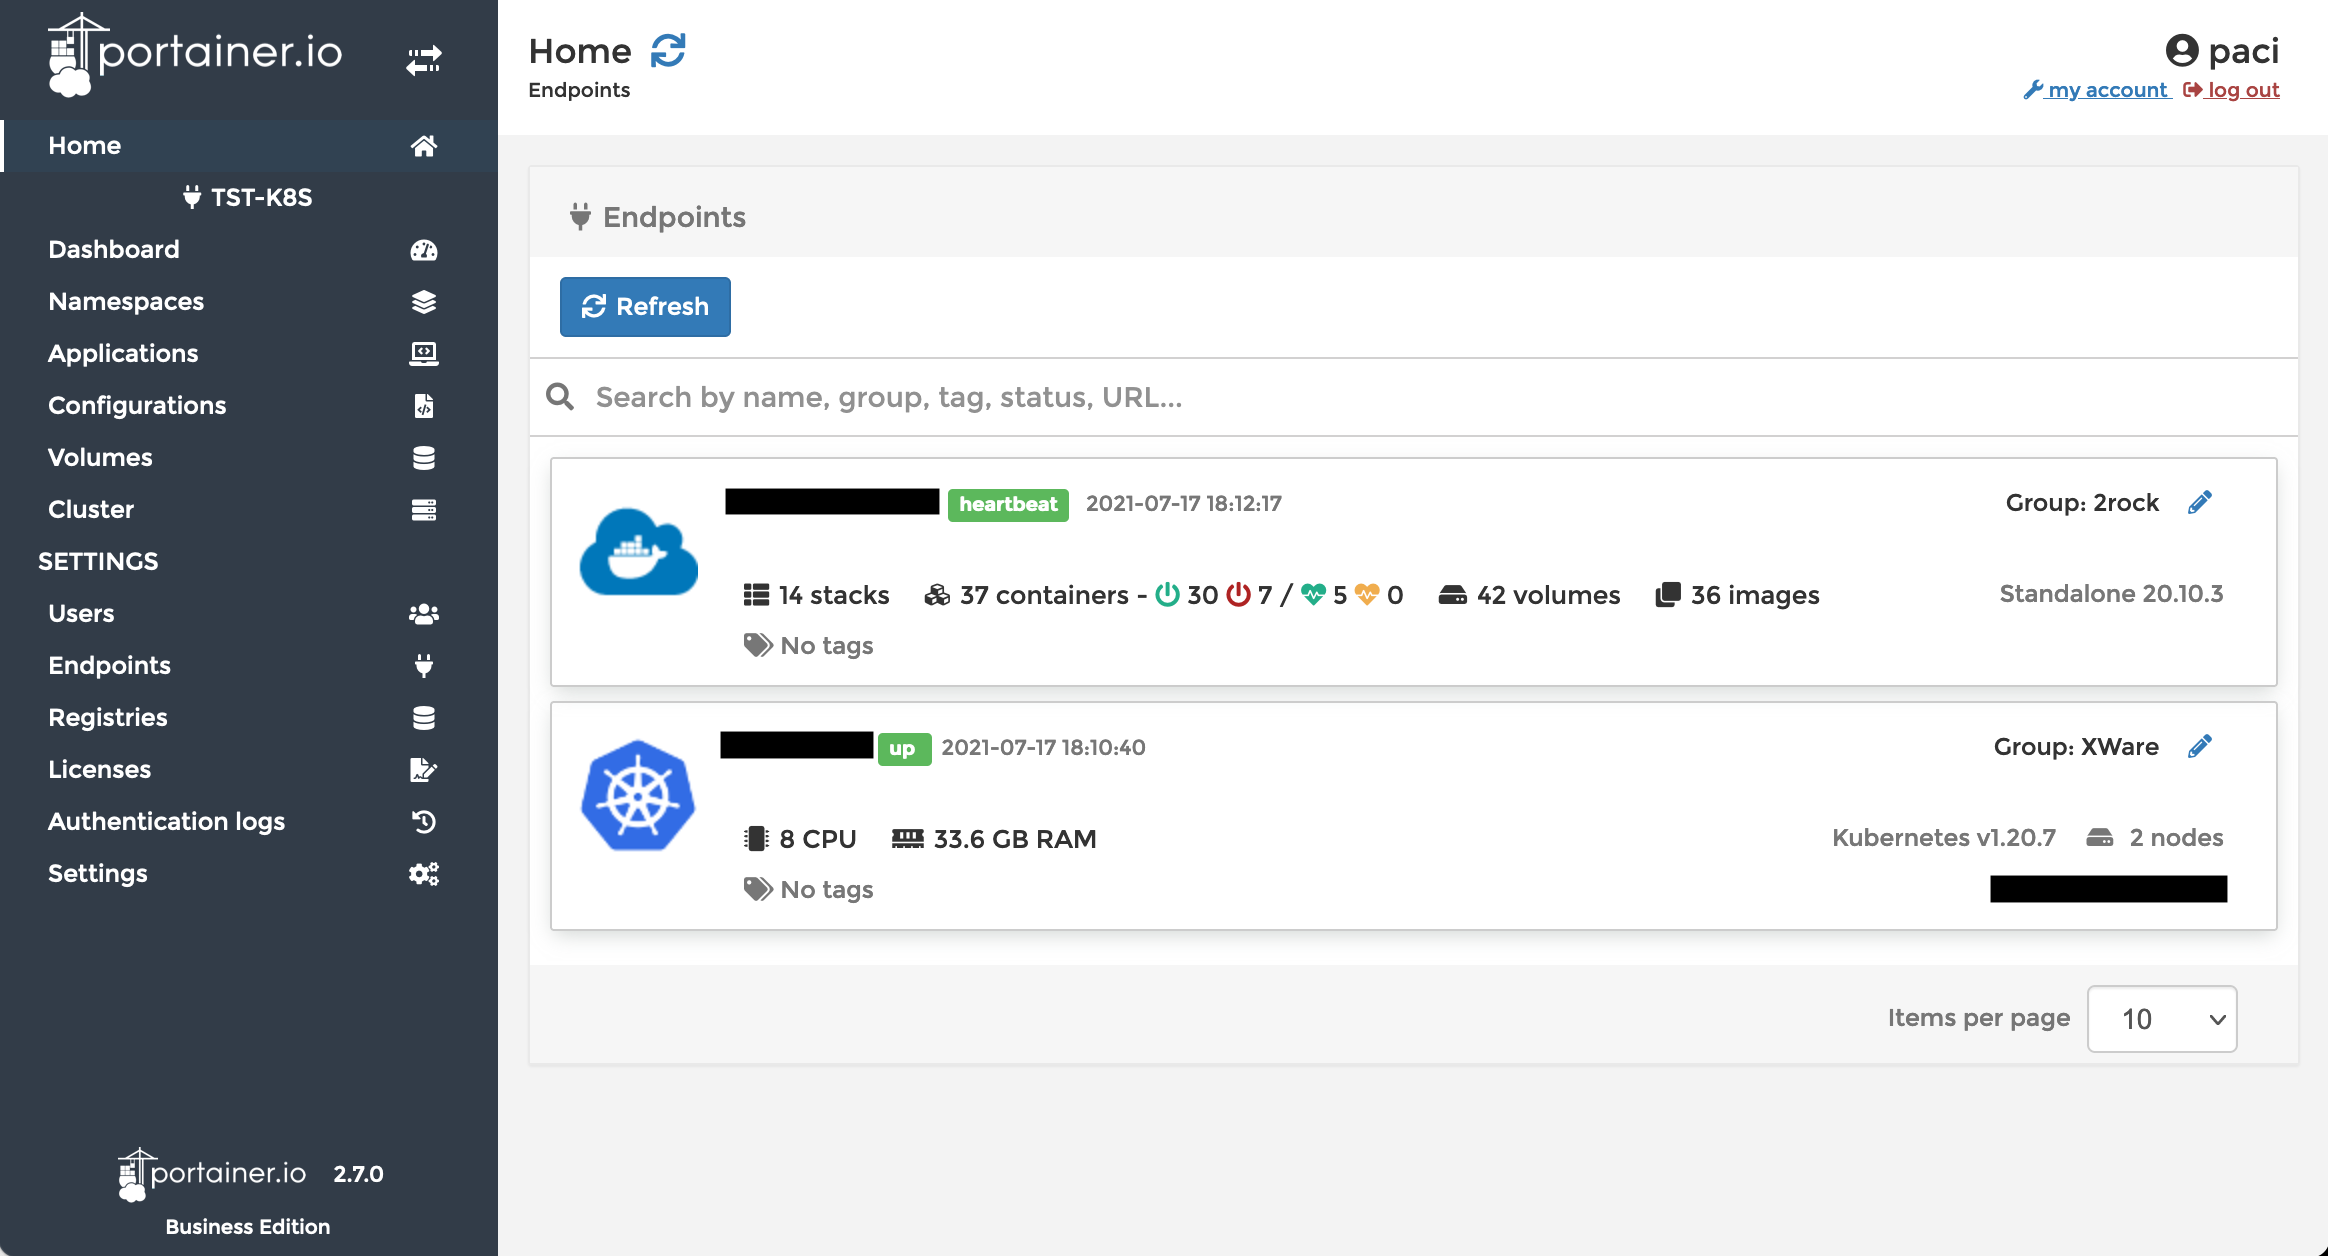 portainer.io
Home
TST-K8S
Dashboard
Namespaces
Applications
Configurations
Volumes
Cluster
SETTINGS
Users
Endpoints
Registries
Licenses
Authentication logs
Settings
portainer.io 2.7.0
Business Edition
Home
Endpoints
paci
my account log out
Endpoints
Refresh
Search by name, group, tag, status, URL...
heartbeat 2021-07-17 18:12:17 Group: 2rock
14 stacks 37 containers - 30 7 / 5 0 42 volumes 36 images Standalone 20.10.3
No tags
up 2021-07-17 18:10:40 Group: XWare
8 CPU 33.6 GB RAM Kubernetes v1.20.7 2 nodes
No tags
Items per page 10